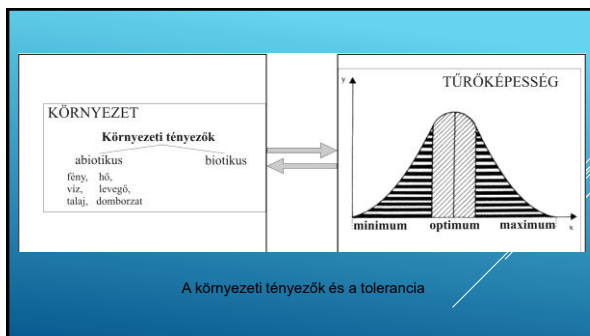 KÖRNYEZET
Környezeti tényezők
abiotikus biotikus
fény, hő,
víz, levegő,
talaj, domborzat
TŰRŐKÉPESSÉG
y
minimum optimum maximum x
A környezeti tényezők és a tolerancia